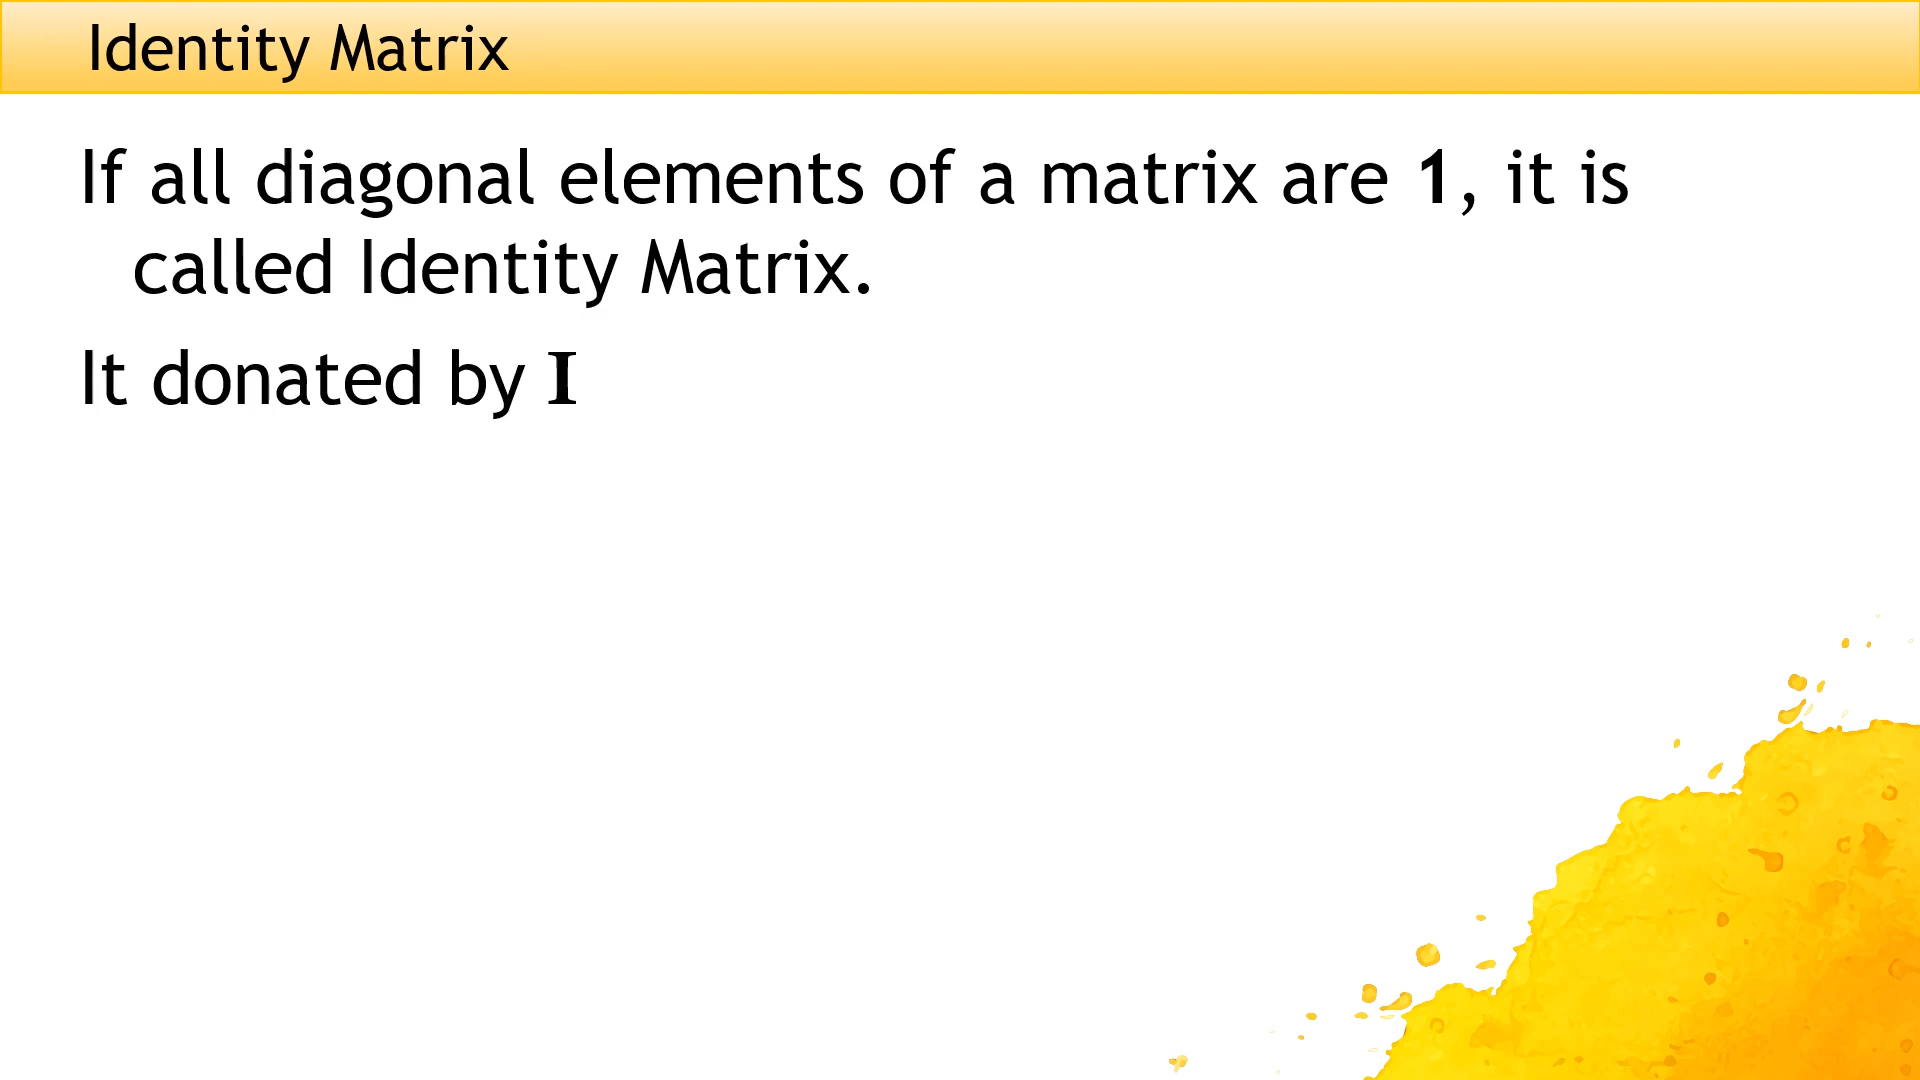 Identity Matrix
If all diagonal elements of a matrix are 1, it is
called Identity Matrix.
It donated by I